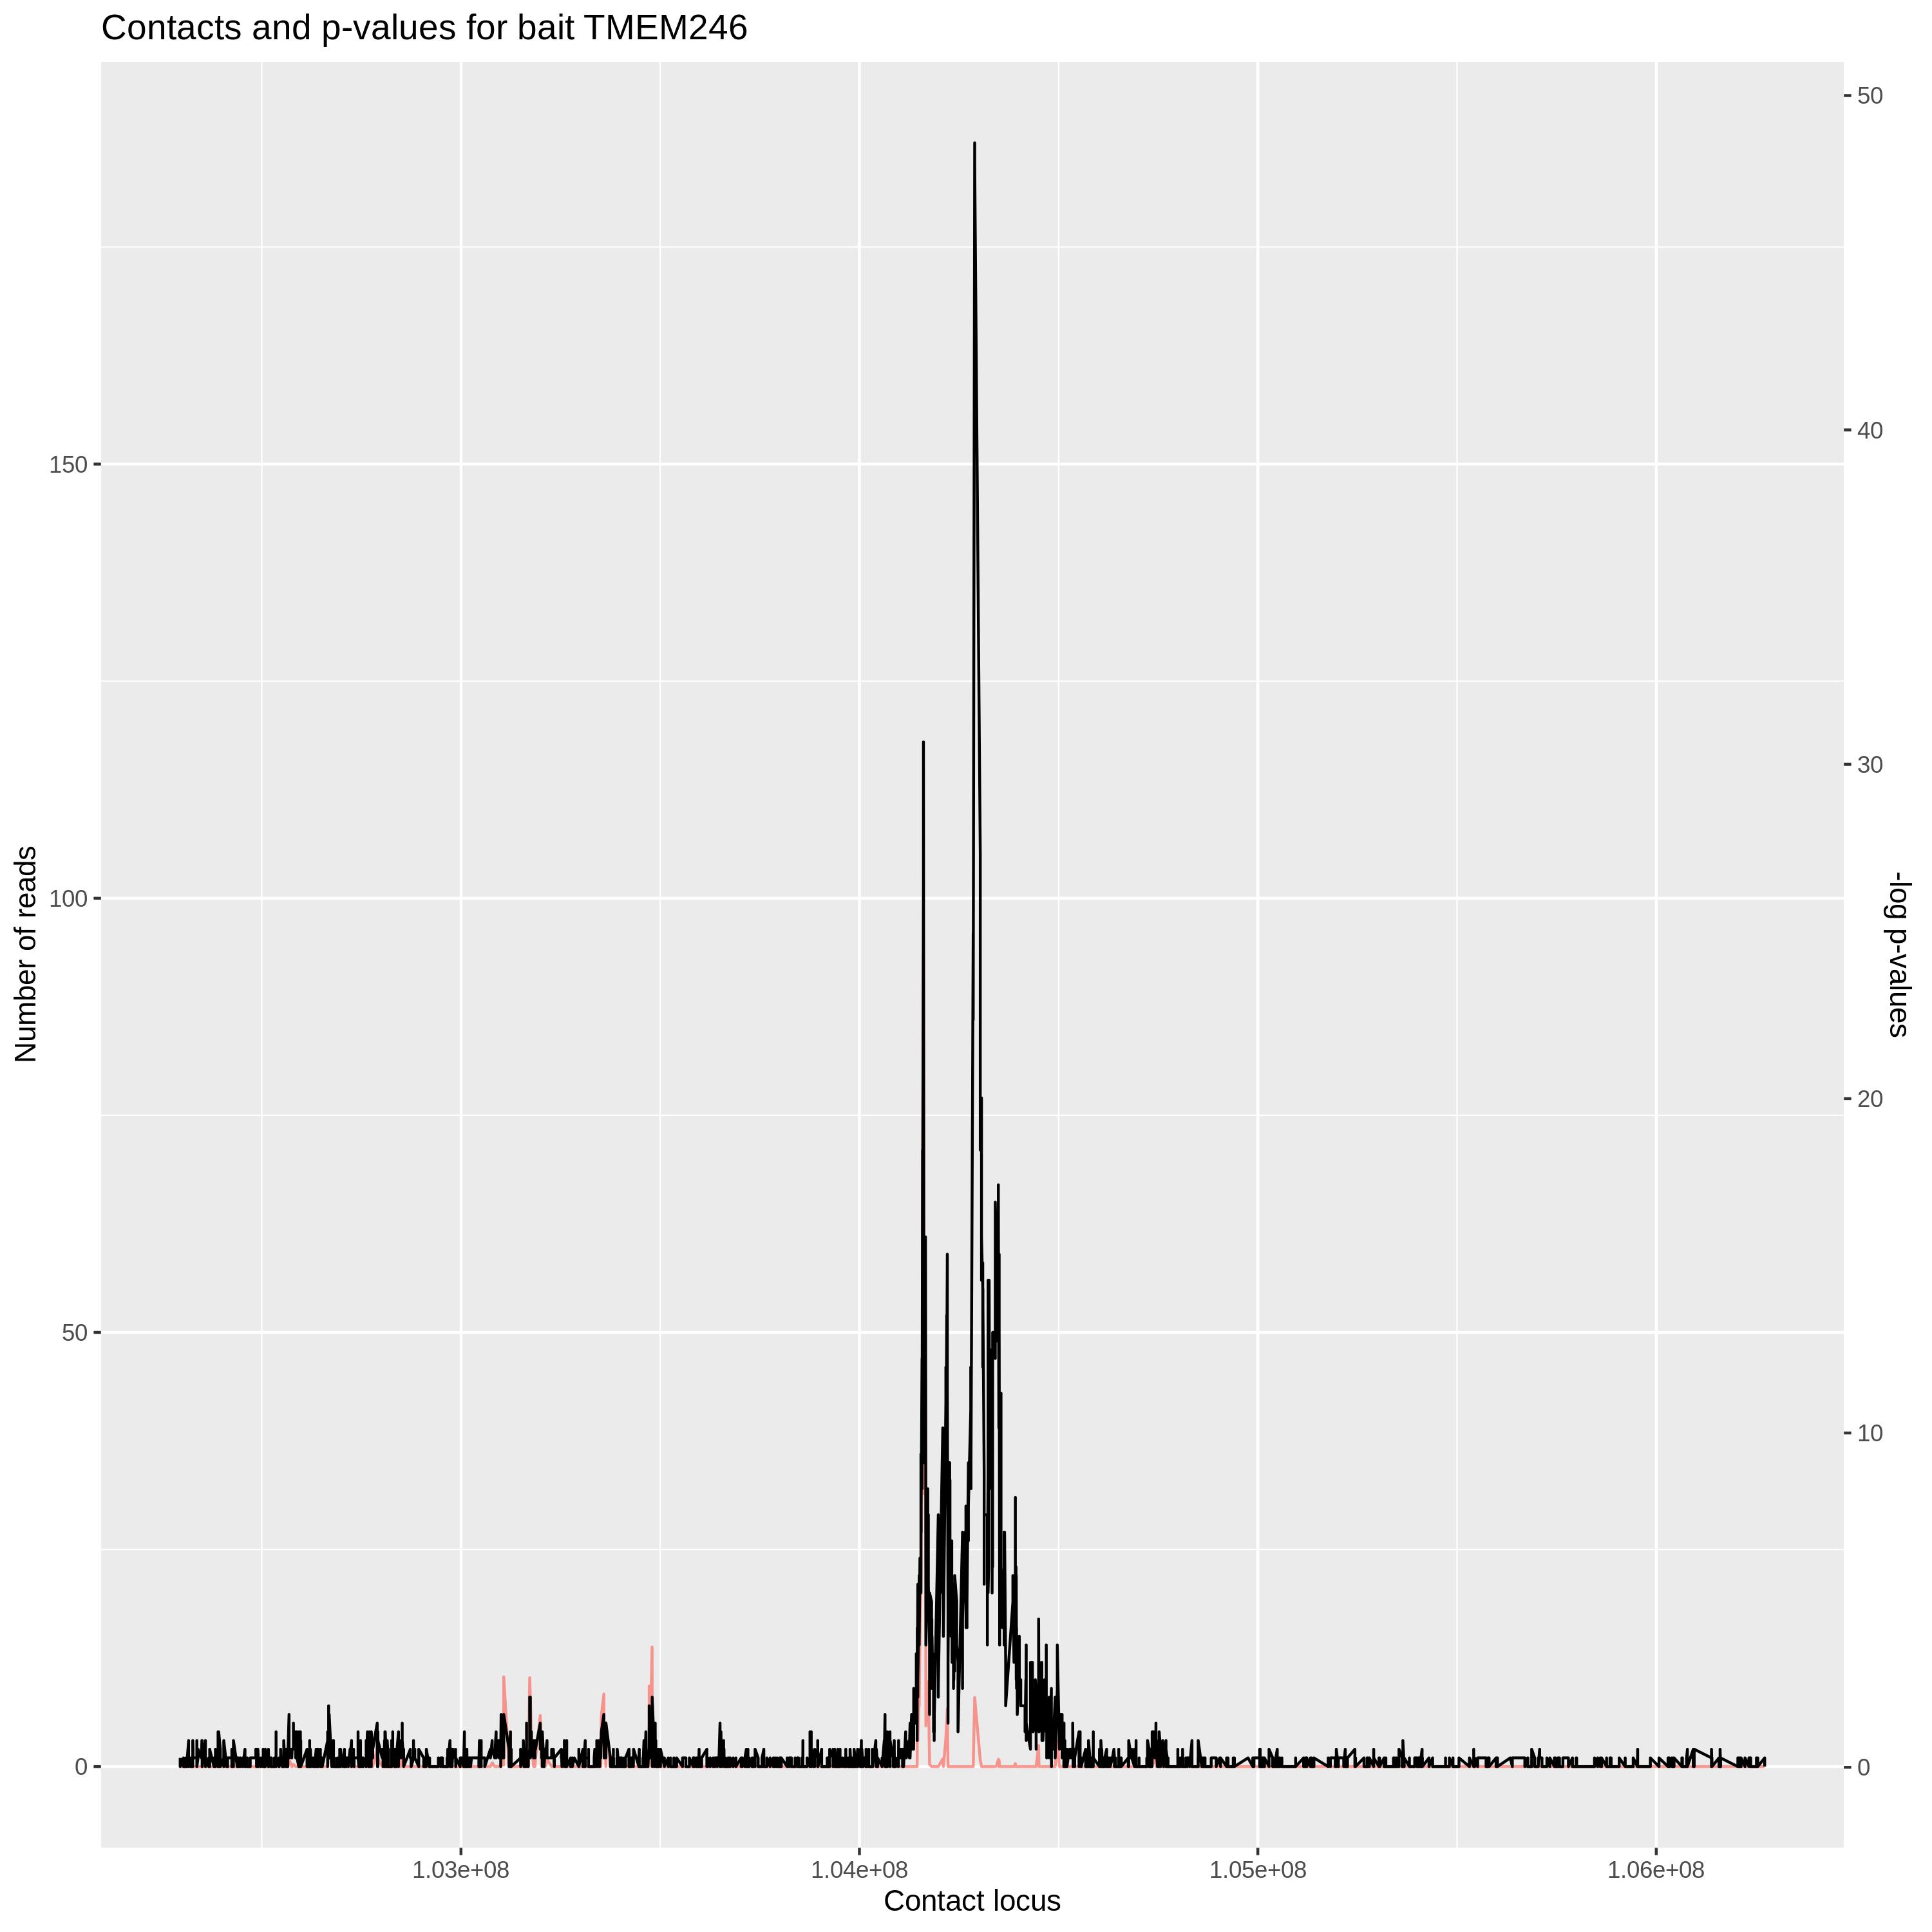 Contacts and p-values for bait TMEM246
50
40
150
30
100
20
50
10
0
0
Number of reads
-log p-values
1.03e+08 1.04e+08 1.05e+08 1.06e+08
Contact locus